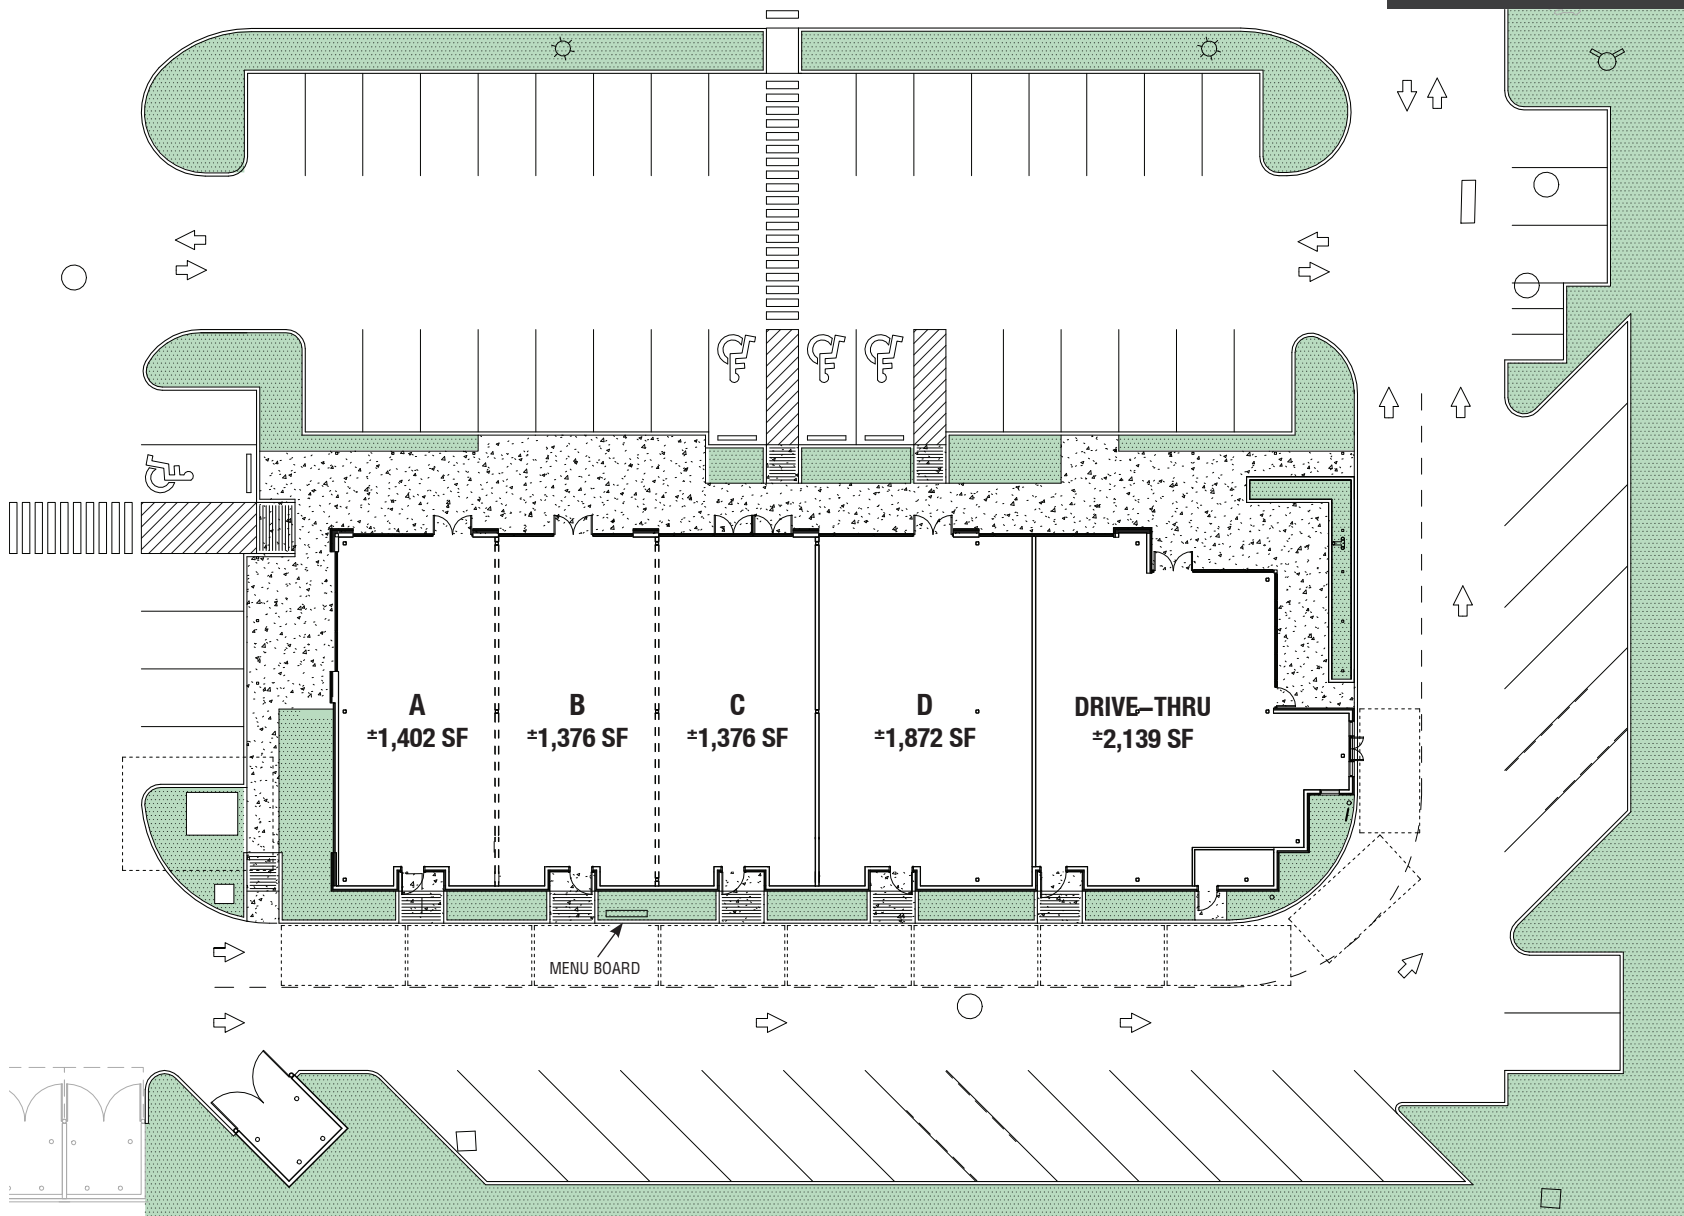 A
±1,402 SF
B
±1,376 SF
C
±1,376 SF
D
±1,872 SF
DRIVE–THRU
±2,139 SF
MENU BOARD